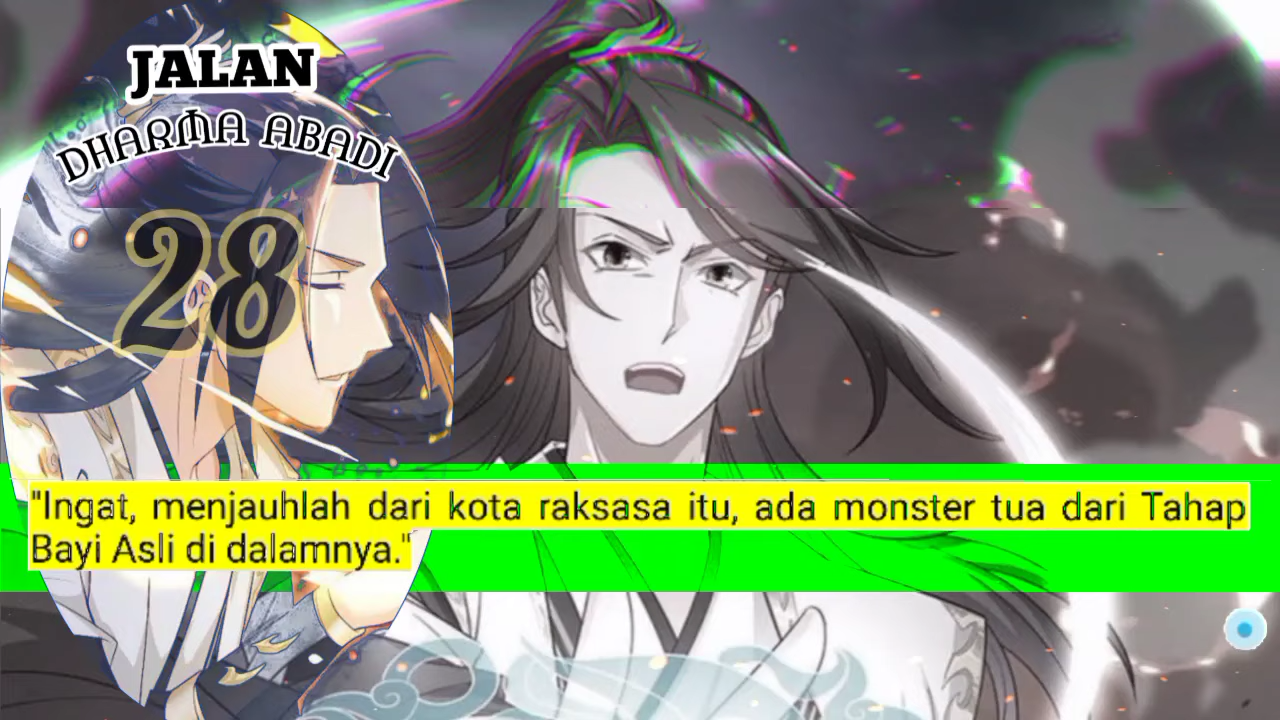 JALAN
DHARMA ABADI
28
"Ingat, menjauhlah dari kota raksasa itu, ada monster tua dari Tahap
Bayi Asli di dalamnya."